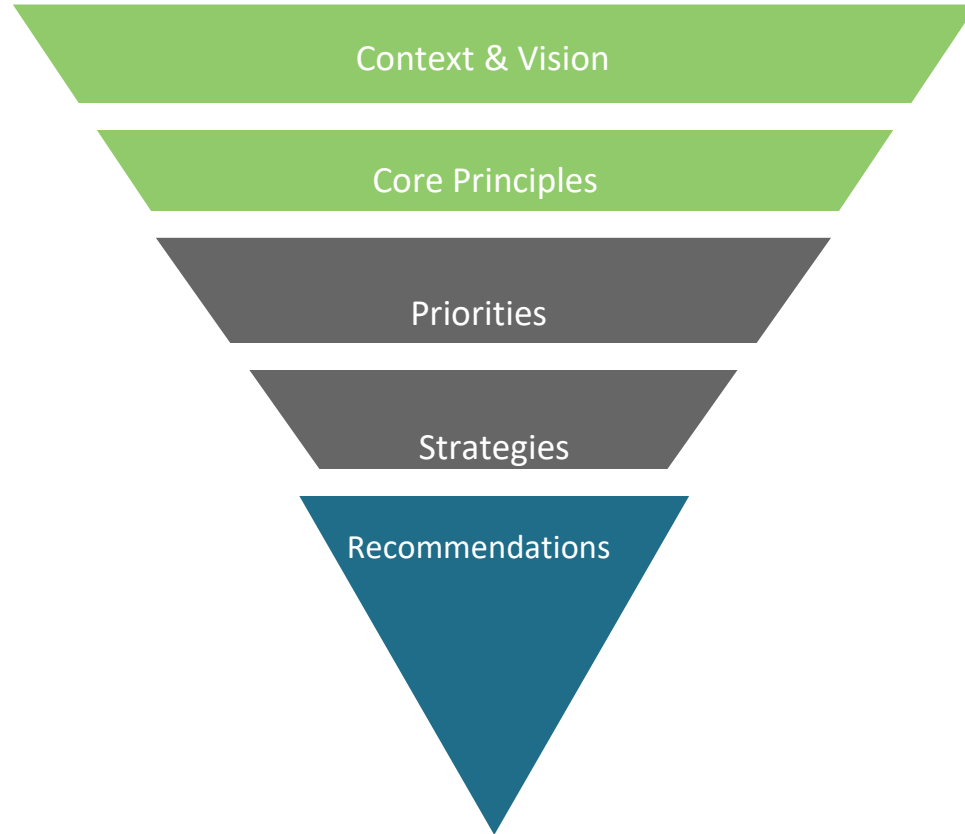 Context & Vision
Core Principles
Priorities
Strategies
Recommendations